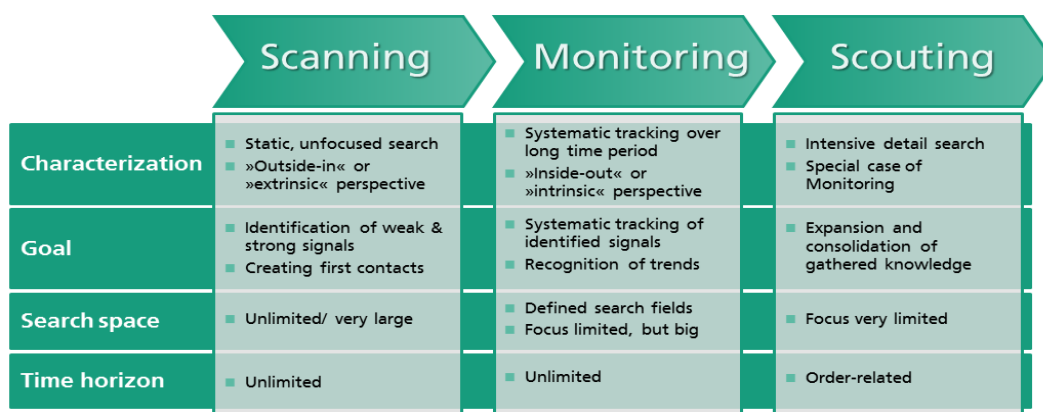 Scanning
Monitoring
Scouting
Characterization
■ Static, unfocused search
■ »Outside-in« or
»extrinsic« perspective
■ Systematic tracking over
long time period
■ »Inside-out« or
»intrinsic« perspective
■ Intensive detail search
■ Special case of
Monitoring
Goal
■ Identification of weak &
strong signals
■ Creating first contacts
■ Systematic tracking of
identified signals
■ Recognition of trends
■ Expansion and
consolidation of
gathered knowledge
Search space
■ Unlimited/ very large
■ Defined search fields
■ Focus limited, but big
■ Focus very limited
Time horizon
■ Unlimited
■ Unlimited
■ Order-related